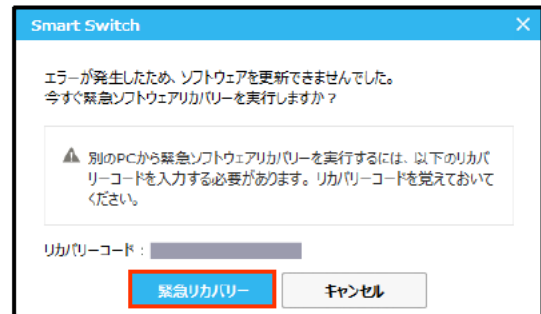 Smart Switch
エラーが発生したため、ソフトウェアを更新できませんでした。
今すぐ緊急ソフトウェアリカバリーを実行しますか？
別のPCから緊急ソフトウェアリカバリーを実行するには、以下のリカバ
リーコードを入力する必要があります。リカバリーコードを覚えておいて
ください。
リカバリーコード：
緊急リカバリー
キャンセル